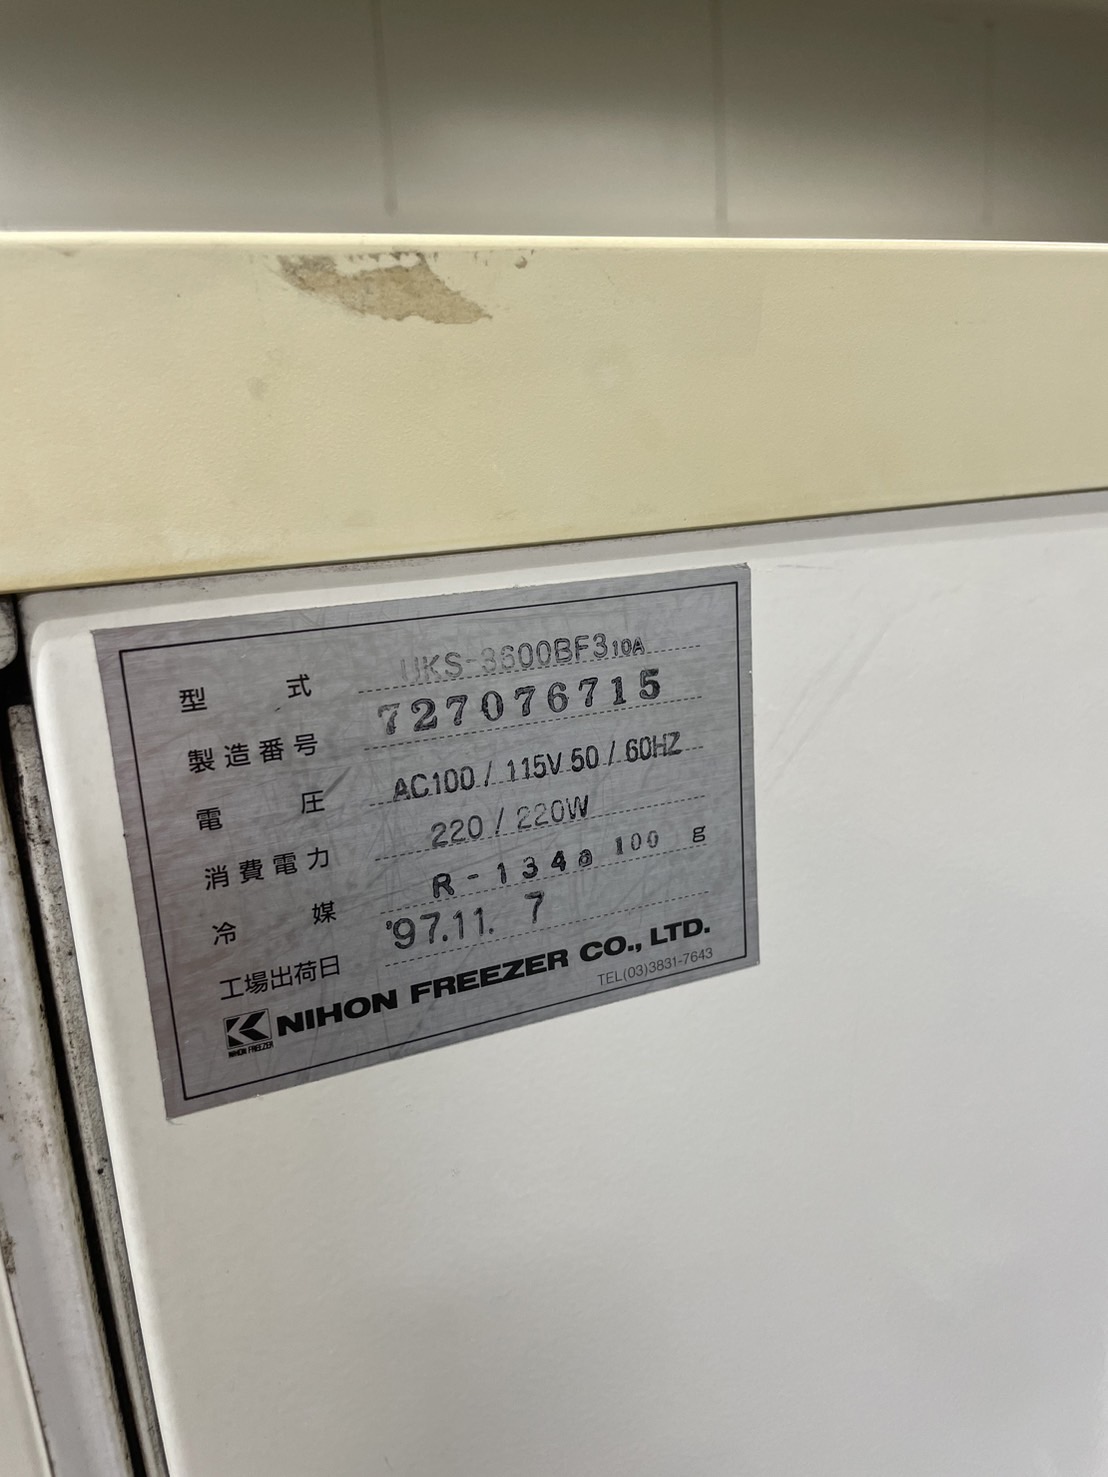 型式 UKS-3600BF3 10A
製造番号 727076715
電圧 AC100 / 115V 50 / 60HZ
消費電力 220 / 220W
冷媒 R-134a 100 g
工場出荷日 '97.11. 7
NIHON FREEZER CO., LTD.
NIHON FREEZER
TEL(03)3831-7643